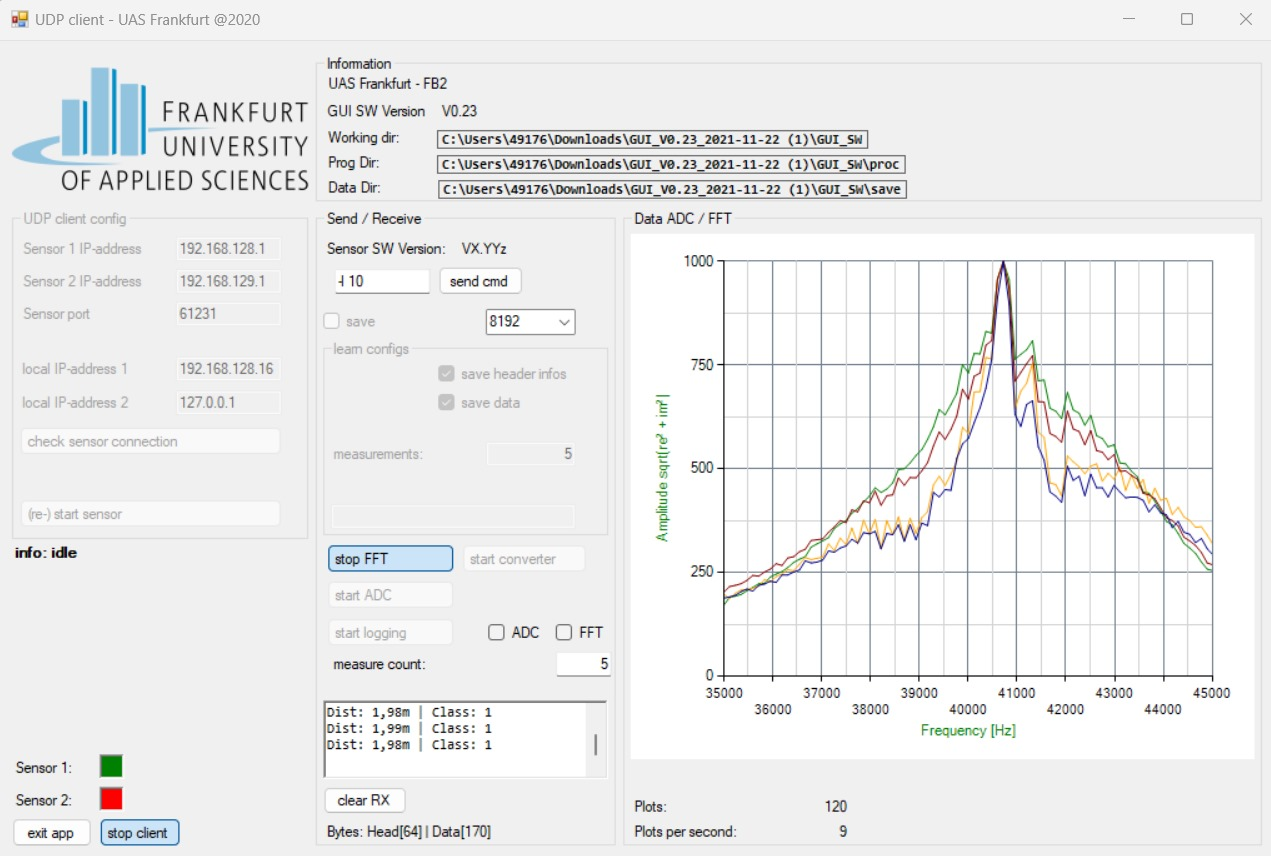 UDP client - UAS Frankfurt @2020
FRANKFURT
UNIVERSITY
OF APPLIED SCIENCES
Information
UAS Frankfurt - FB2
GUI SW Version V0.23
Working dir: C:\Users\49176\Downloads\GUI_V0.23_2021-11-22 (1)\GUI_SW
Prog Dir: C:\Users\49176\Downloads\GUI_V0.23_2021-11-22 (1)\GUI_SW\proc
Data Dir: C:\Users\49176\Downloads\GUI_V0.23_2021-11-22 (1)\GUI_SW\save
UDP client config
Sensor 1 IP-address 192.168.128.1
Sensor 2 IP-address 192.168.129.1
Sensor port 61231
local IP-address 1 192.168.128.16
local IP-address 2 127.0.0.1
check sensor connection
(re-) start sensor
info: idle
Sensor 1:
Sensor 2:
exit app stop client
Send / Receive
Sensor SW Version: VX.YYz
10 send cmd
save 8192
learn configs
save header infos
save data
measurements: 5
stop FFT start converter
start ADC
start logging ADC FFT
measure count: 5
Dist: 1,98m | Class: 1
Dist: 1,99m | Class: 1
Dist: 1,98m | Class: 1
clear RX
Bytes: Head[64] | Data[170]
Data ADC / FFT
Amplitude sqrt[re² + im²]
1000
750
500
250
0
35000 37000 39000 41000 43000 45000
36000 38000 40000 42000 44000
Frequency [Hz]
Plots: 120
Plots per second: 9